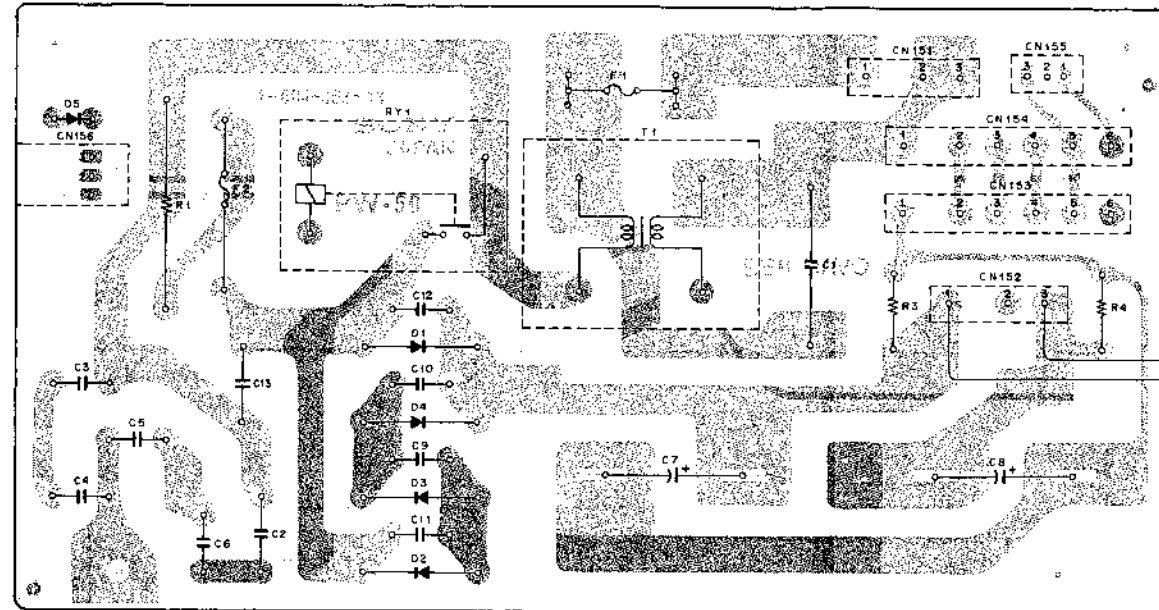 CN151
CN155
1 2 3
3 2 1
F1
D5
CN156
RY1
T1
JAPAN
CN154
1 2 3 4 5 6
R1
CN153
1 2 3 4 5 6
C1
CN152
1 2 3
R3
R4
C12
D1
C3
C13
C10
D4
C5
C9
C7 +
C8 +
C4
D3
C11
C6
C2
D2